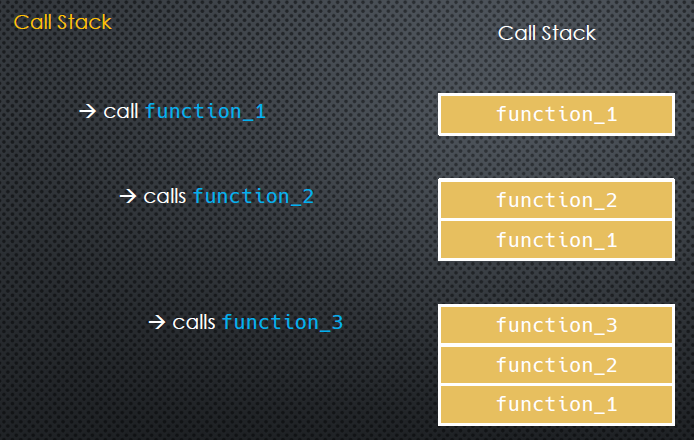 Call Stack
Call Stack
→ call function_1
function_1
→ calls function_2
function_2
function_1
→ calls function_3
function_3
function_2
function_1